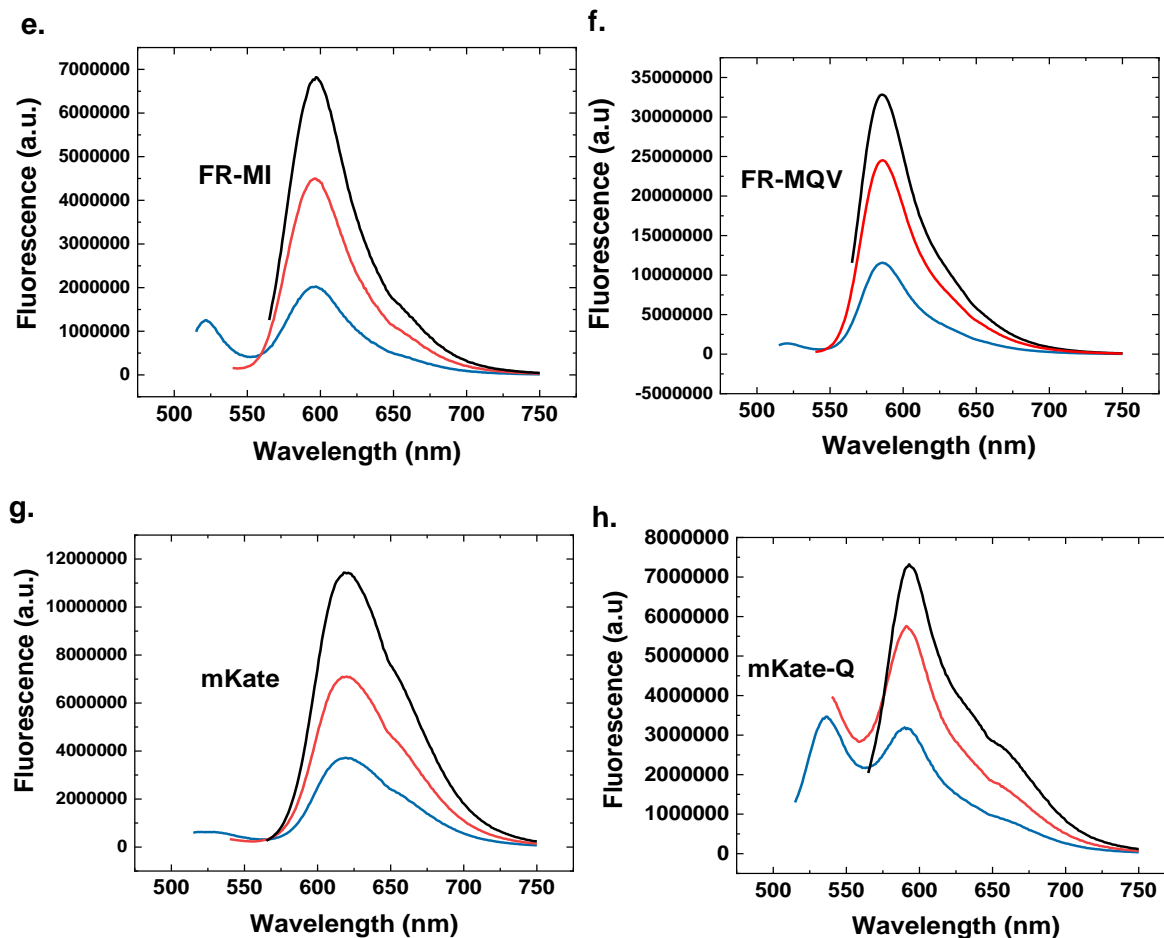 e.
Fluorescence (a.u.)
7000000
6000000
5000000
4000000
3000000
2000000
1000000
0
FR-MI
500 550 600 650 700 750
Wavelength (nm)
f.
Fluorescence (a.u)
35000000
30000000
25000000
20000000
15000000
10000000
5000000
0
-5000000
FR-MQV
500 550 600 650 700 750
Wavelength (nm)
g.
Fluorescence (a.u.)
12000000
10000000
8000000
6000000
4000000
2000000
0
mKate
500 550 600 650 700 750
Wavelength (nm)
h.
Fluorescence (a.u)
8000000
7000000
6000000
5000000
4000000
3000000
2000000
1000000
0
mKate-Q
500 550 600 650 700 750
Wavelength (nm)